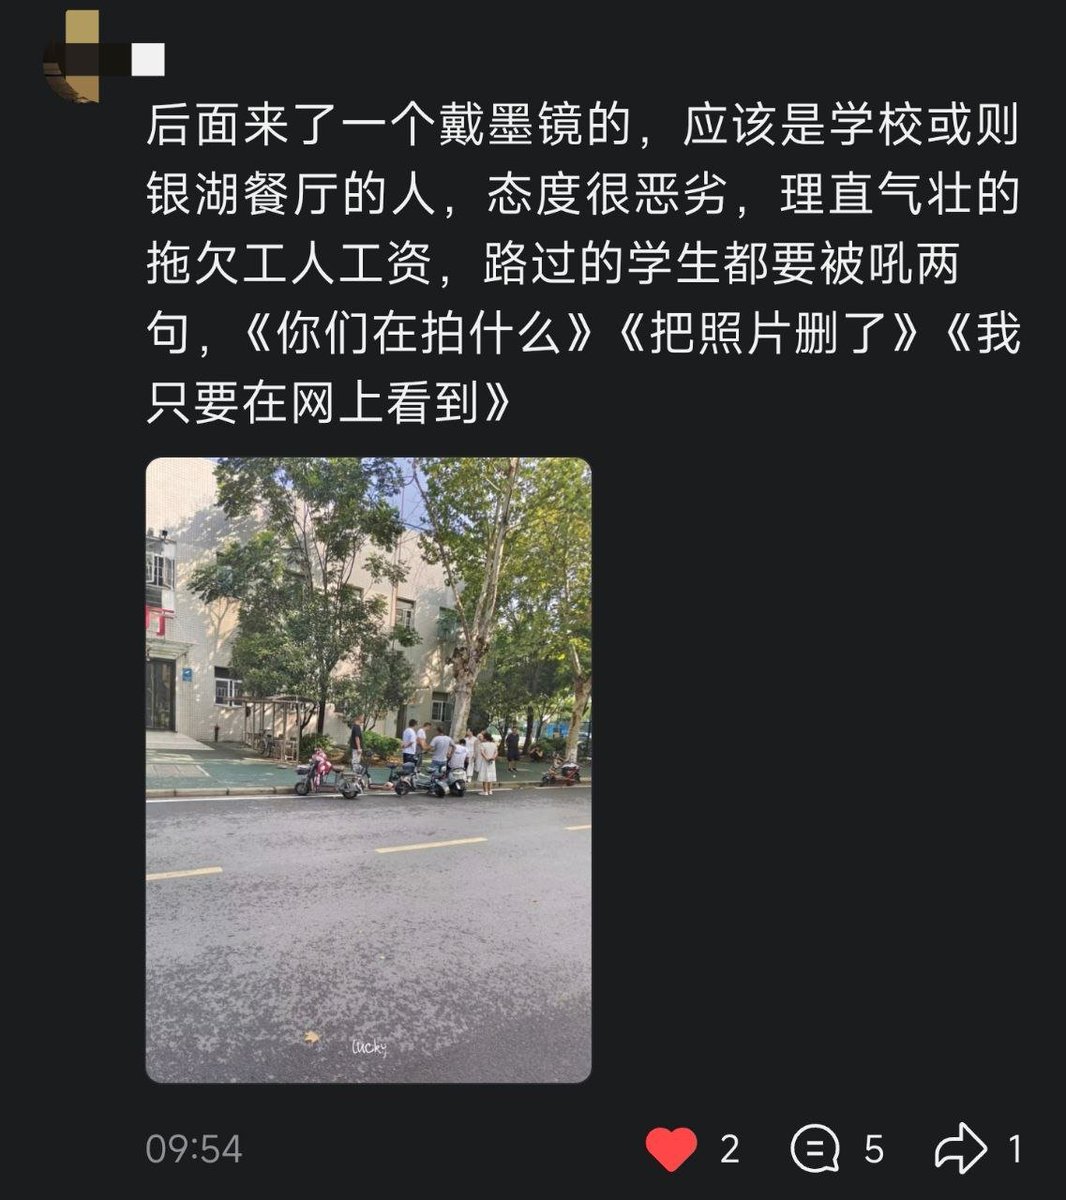 后面来了一个戴墨镜的，应该是学校或则
银湖餐厅的人，态度很恶劣，理直气壮的
拖欠工人工资，路过的学生都要被吼两
句，《你们在拍什么》《把照片删了》《我
只要在网上看到》
厅
lucky
09:54
2
5
1